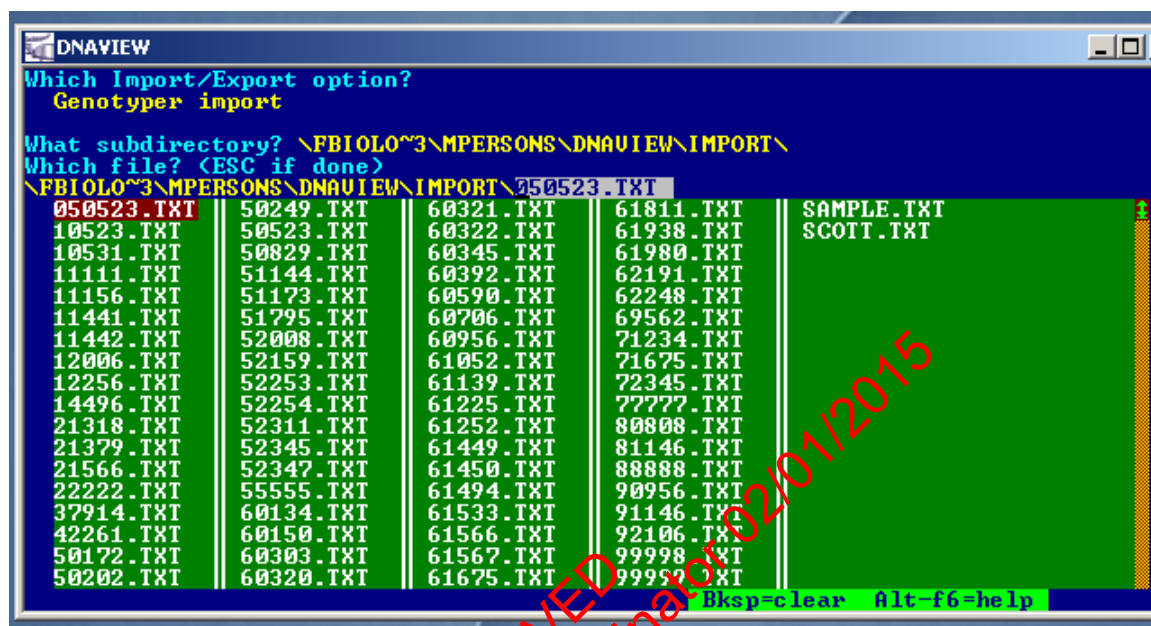 DNAVIEW
Which Import/Export option?
Genotyper import
What subdirectory? \FBIOLO~3\MPERSONS\DNAVIEW\IMPORT\
Which file? (ESC if done)
\FBIOLO~3\MPERSONS\DNAVIEW\IMPORT\050523.TXT
050523.TXT 50249.TXT 60321.TXT 61811.TXT SAMPLE.TXT
10523.TXT 50523.TXT 60322.TXT 61938.TXT SCOTT.TXT
10531.TXT 50829.TXT 60345.TXT 61980.TXT
11111.TXT 51144.TXT 60392.TXT 62191.TXT
11156.TXT 51173.TXT 60590.TXT 62248.TXT
11441.TXT 51795.TXT 60706.TXT 69562.TXT
11442.TXT 52008.TXT 60956.TXT 71234.TXT
12006.TXT 52159.TXT 61052.TXT 71675.TXT
12256.TXT 52253.TXT 61139.TXT 72345.TXT
14496.TXT 52254.TXT 61225.TXT 77777.TXT
21318.TXT 52311.TXT 61252.TXT 80808.TXT
21379.TXT 52345.TXT 61449.TXT 81146.TXT
21566.TXT 52347.TXT 61450.TXT 88888.TXT
22222.TXT 55555.TXT 61494.TXT 90956.TXT
37914.TXT 60134.TXT 61533.TXT 91146.TXT
42261.TXT 60150.TXT 61566.TXT 92106.TXT
50172.TXT 60303.TXT 61567.TXT 99998.TXT
50202.TXT 60320.TXT 61675.TXT
Bksp=clear Alt-f6=help
02/01/2015